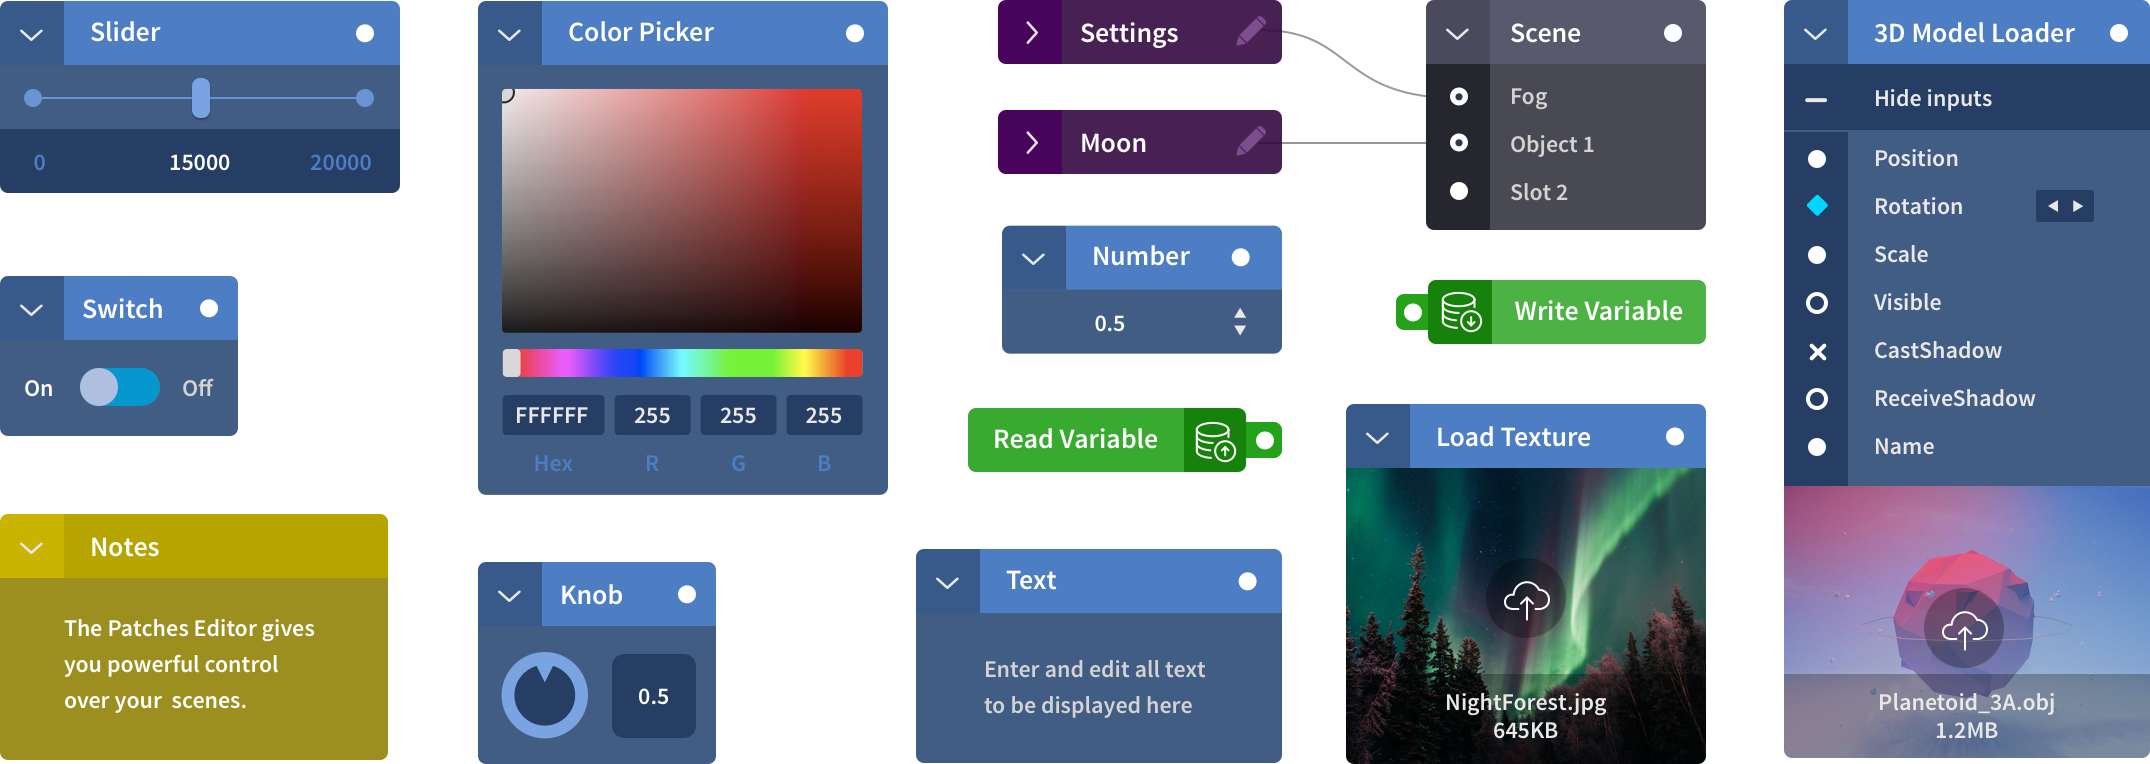 Slider
0 15000 20000
Switch
On Off
Notes
The Patches Editor gives
you powerful control
over your scenes.
Color Picker
FFFFFF 255 255 255
Hex R G B
Knob
0.5
Settings
Moon
Number
0.5
Read Variable
Text
Enter and edit all text
to be displayed here
Scene
Fog
Object 1
Slot 2
Write Variable
Load Texture
NightForest.jpg
645KB
3D Model Loader
Hide inputs
Position
Rotation
Scale
Visible
CastShadow
ReceiveShadow
Name
Planetoid_3A.obj
1.2MB